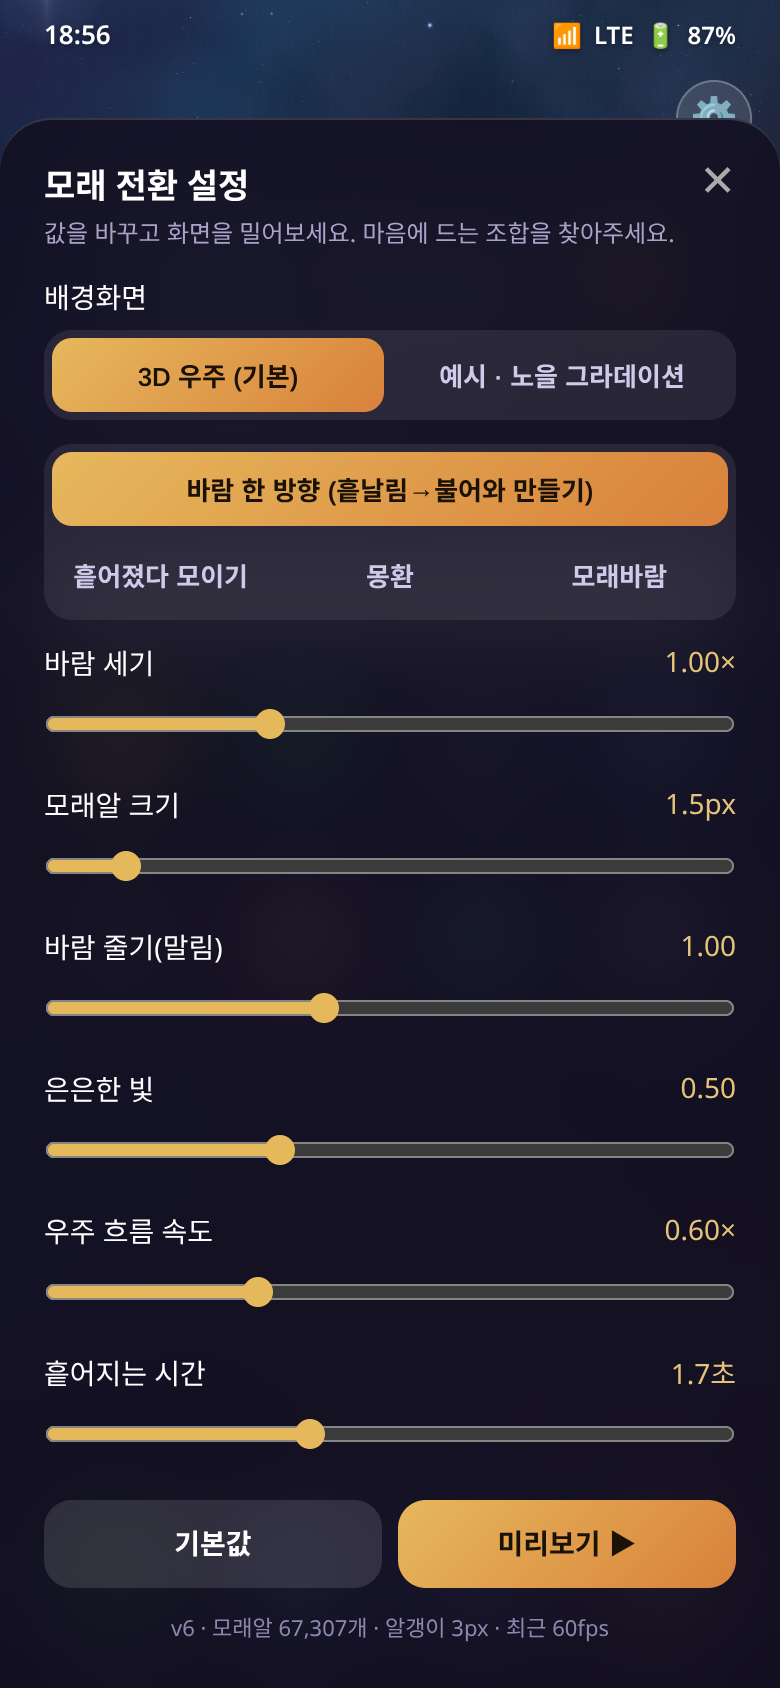 18:56
LTE 87%
모래 전환 설정
값을 바꾸고 화면을 밀어보세요. 마음에 드는 조합을 찾아주세요.
배경화면
3D 우주 (기본)
예시 · 노을 그라데이션
바람 한 방향 (흩날림→불어와 만들기)
흩어졌다 모이기
몽환
모래바람
바람 세기 1.00×
모래알 크기 1.5px
바람 줄기(말림) 1.00
은은한 빛 0.50
우주 흐름 속도 0.60×
흩어지는 시간 1.7초
기본값
미리보기 ▶
v6 · 모래알 67,307개 · 알갱이 3px · 최근 60fps